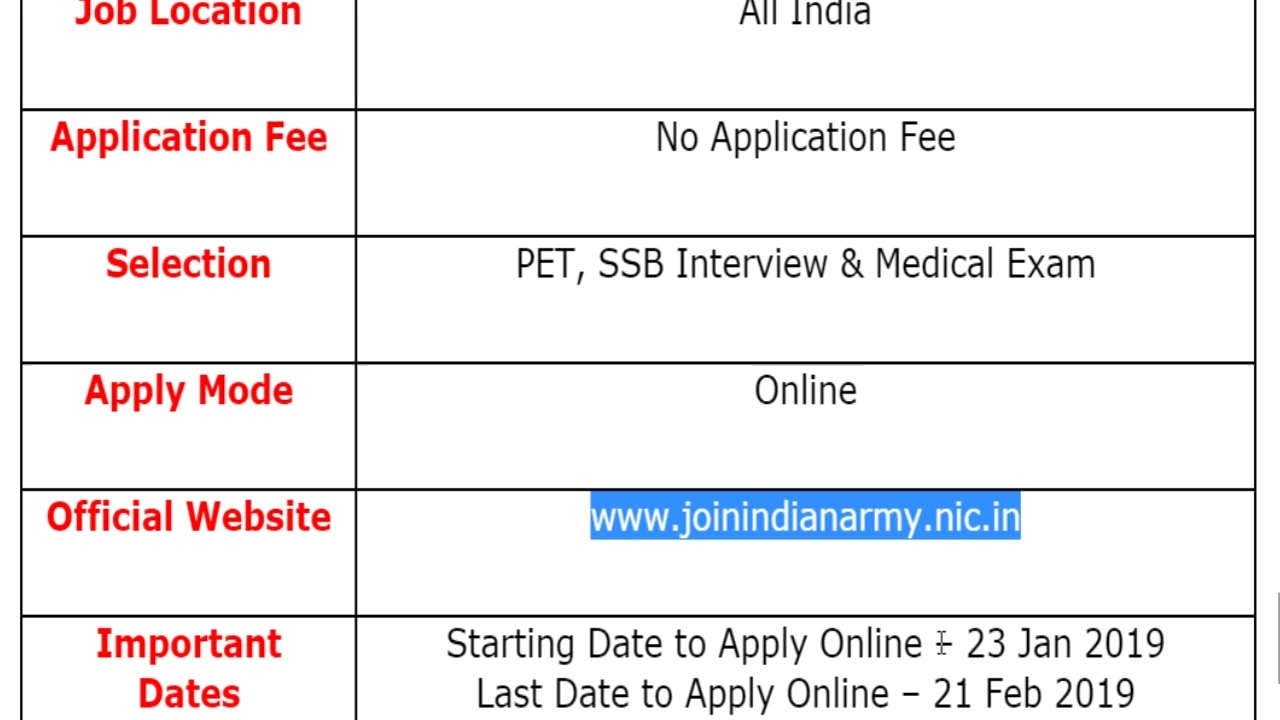 Job Location All India
Application Fee No Application Fee
Selection PET, SSB Interview & Medical Exam
Apply Mode Online
Official Website www.joinindianarmy.nic.in
Important Starting Date to Apply Online – 23 Jan 2019
Dates Last Date to Apply Online – 21 Feb 2019